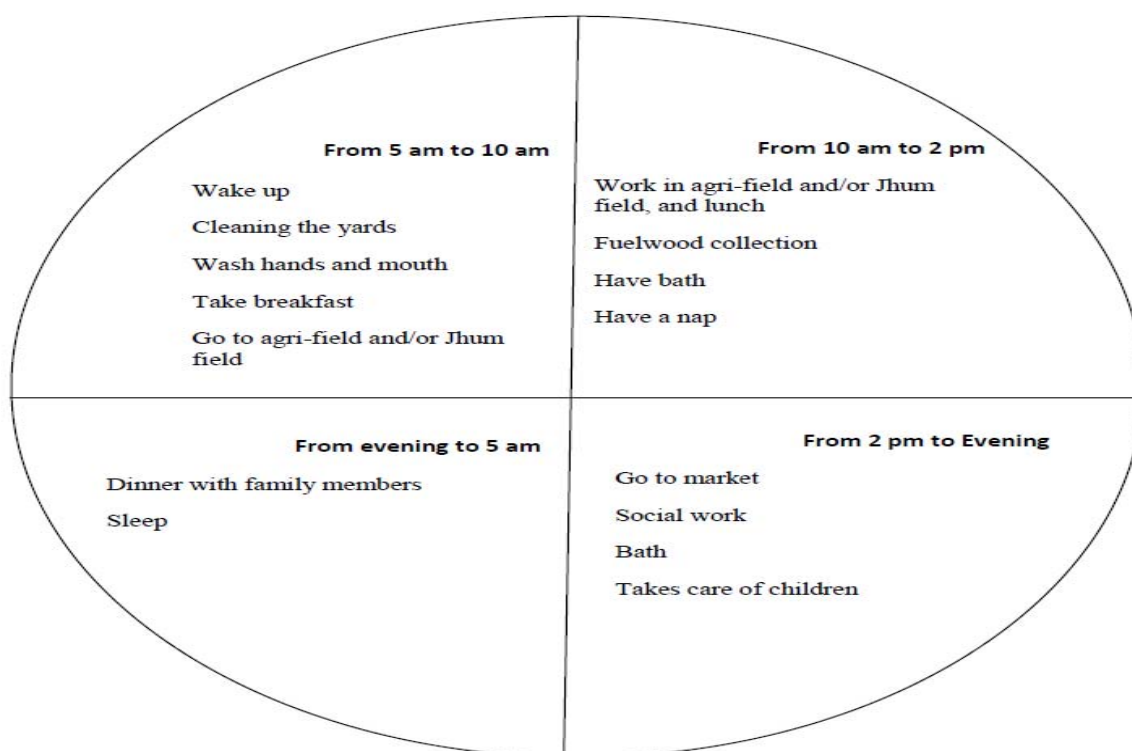 From 5 am to 10 am
Wake up
Cleaning the yards
Wash hands and mouth
Take breakfast
Go to agri-field and/or Jhum
field
From 10 am to 2 pm
Work in agri-field and/or Jhum
field, and lunch
Fuelwood collection
Have bath
Have a nap
From evening to 5 am
Dinner with family members
Sleep
From 2 pm to Evening
Go to market
Social work
Bath
Takes care of children